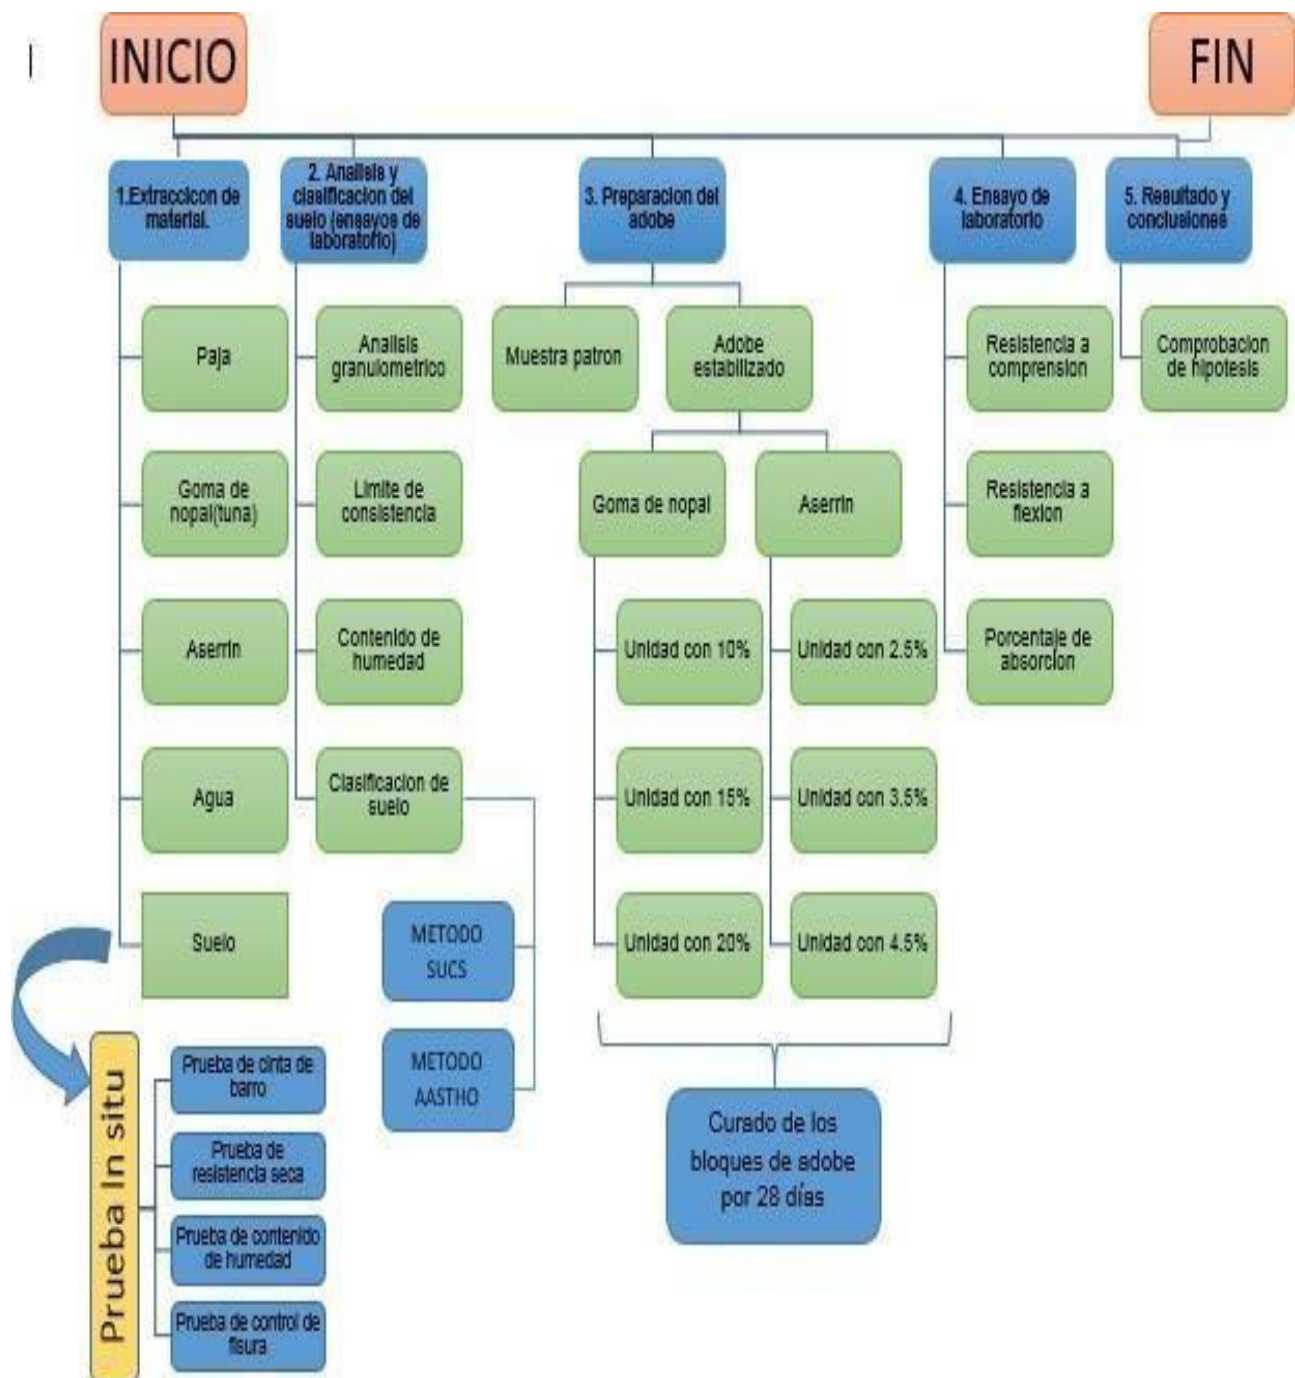 INICIO
FIN
1.Extraccicon de
material.
2. Analisis y
clasificacion del
suelo (ensayos de
laboratorio)
3. Preparacion del
adobe
4. Ensayo de
laboratorio
5. Resultado y
conclusiones
Paja
Goma de
nopal(tuna)
Aserrin
Agua
Suelo
Analisis
granulometrico
Limite de
consistencia
Contenido de
humedad
Clasificacion de
suelo
METODO
SUCS
METODO
AASTHO
Muestra patron
Adobe
estabilizado
Goma de nopal
Aserrin
Unidad con 10%
Unidad con 15%
Unidad con 20%
Unidad con 2.5%
Unidad con 3.5%
Unidad con 4.5%
Curado de los
bloques de adobe
por 28 días
Resistencia a
comprension
Resistencia a
flexion
Porcentaje de
absorcion
Comprobacion
de hipotesis
Prueba In situ
Prueba de cinta de
barro
Prueba de
resistencia seca
Prueba de contenido
de humedad
Prueba de control de
fisura